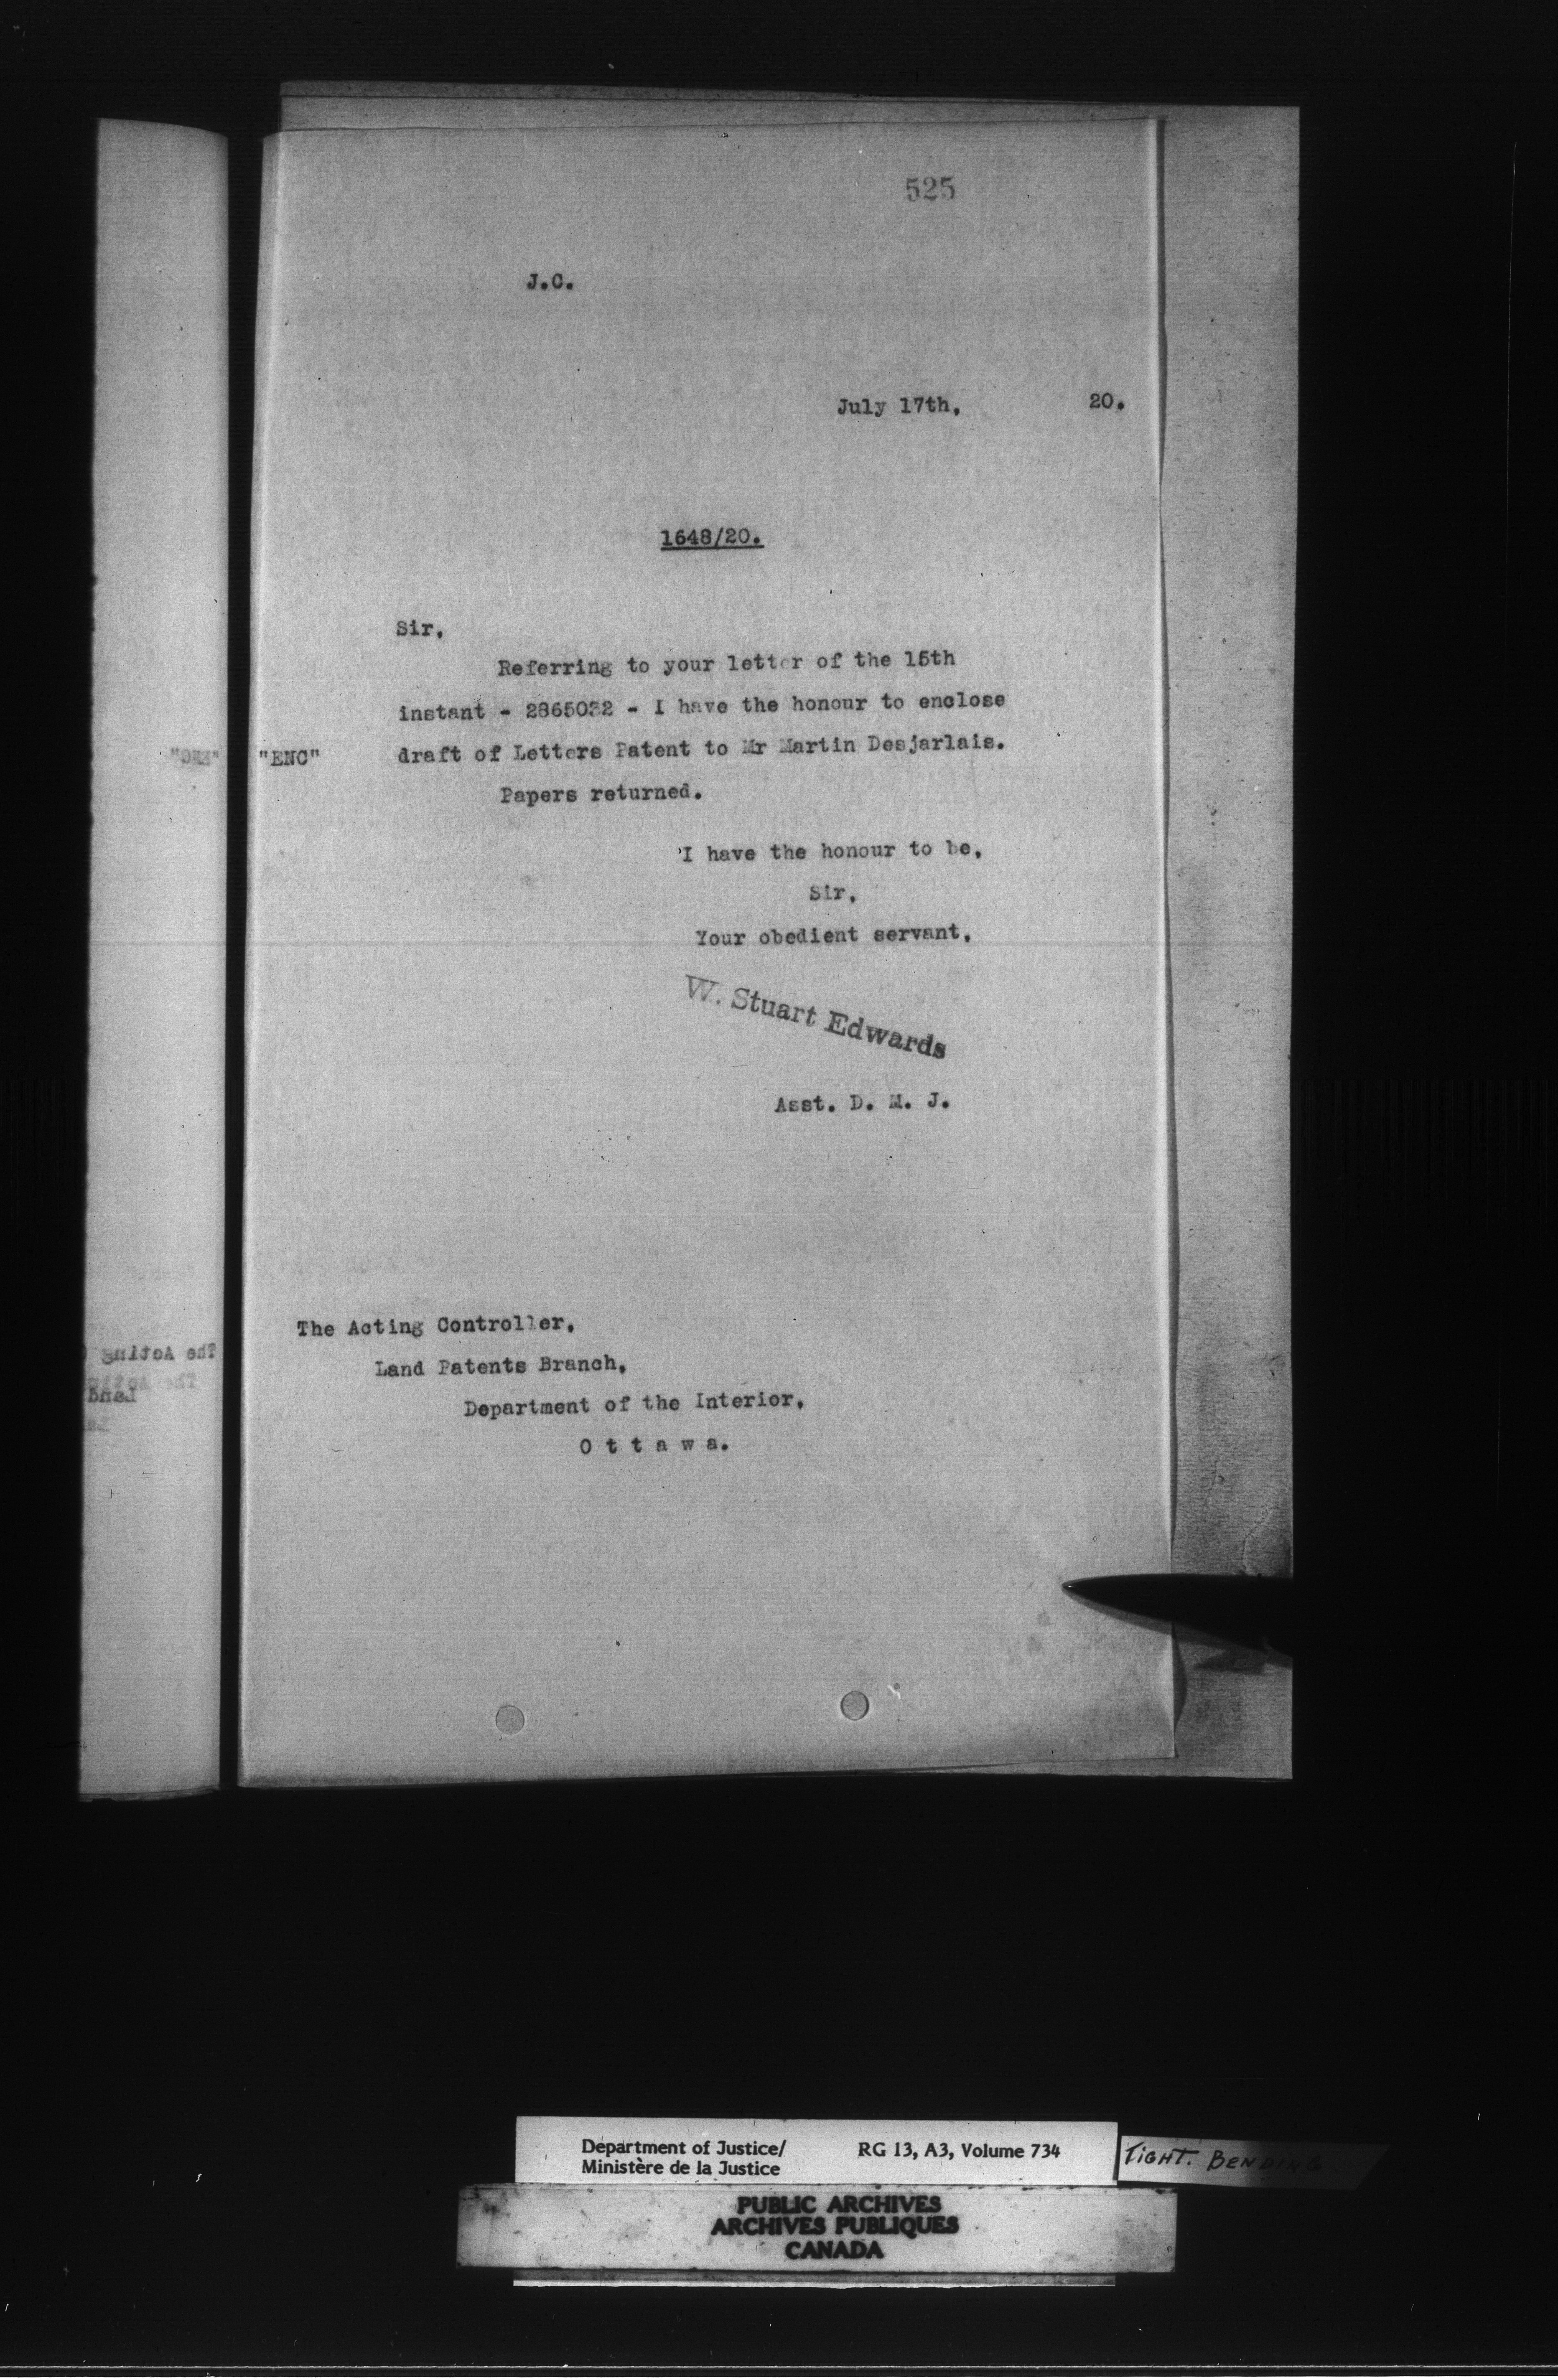 525
J.C.
July 17th, 20.
1648/20.
Sir,
Referring to your letter of the 15th
instant - 2865032 - I have the honour to enclose
"ENC" draft of Letters Patent to Mr Martin Desjarlais.
Papers returned.
I have the honour to be,
Sir,
Your obedient servant,
W. Stuart Edwards
Asst. D. M. J.
The Acting Controller,
Land Patents Branch,
Department of the Interior,
O t t a w a.
Department of Justice/
Ministère de la Justice
RG 13, A3, Volume 734
TIGHT. BENDING
PUBLIC ARCHIVES
ARCHIVES PUBLIQUES
CANADA